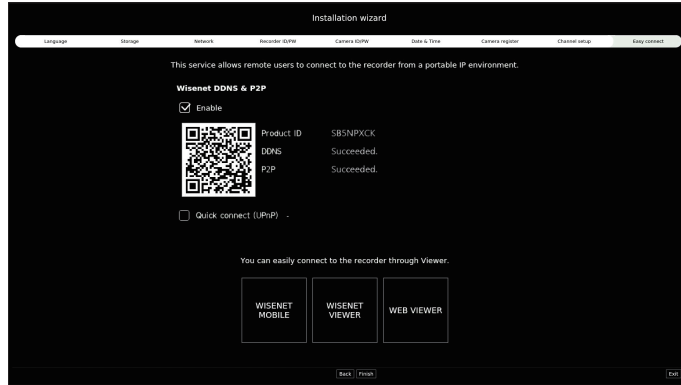 Installation wizard
Language Storage Network Recorder ID/PW Camera ID/PW Date & Time Camera register Channel setup Easy connect
This service allows remote users to connect to the recorder from a portable IP environment.
Wisenet DDNS & P2P
Enable
Product ID SB5NPXCK
DDNS Succeeded.
P2P Succeeded.
Quick connect (UPnP) -
You can easily connect to the recorder through Viewer.
WISENET MOBILE
WISENET VIEWER
WEB VIEWER
Back Finish Exit